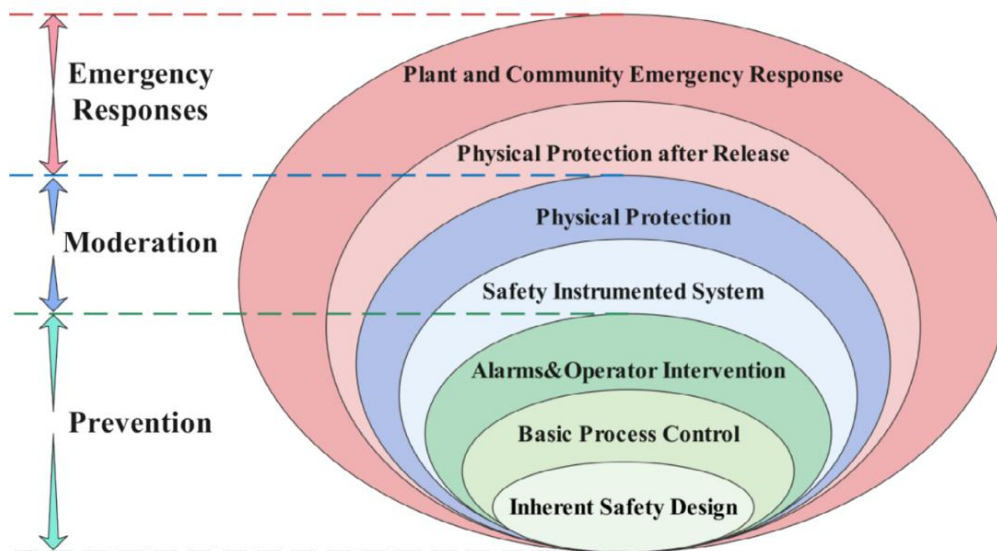 Emergency
Responses
Moderation
Prevention
Plant and Community Emergency Response
Physical Protection after Release
Physical Protection
Safety Instrumented System
Alarms&Operator Intervention
Basic Process Control
Inherent Safety Design